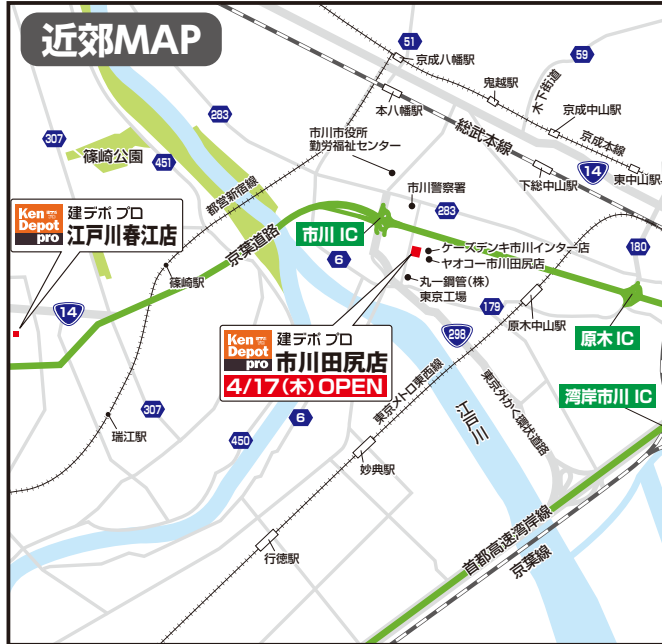 近郊MAP
51
京成八幡駅
59
鬼越駅
木下街道
本八幡駅
京成中山駅
283
市川市役所
勤労福祉センター
総武本線
京成本線
307
篠崎公園
451
都営新宿線
下総中山駅
14
東中山駅
市川警察署
283
Ken
Depot
pro
建デポ プロ
江戸川春江店
京葉道路
市川 IC
180
6
ケーズデンキ市川インター店
ヤオコー市川田尻店
篠崎駅
丸一鋼管(株)
東京工場
179
14
原木中山駅
原木 IC
298
Ken
Depot
pro
建デポ プロ
市川田尻店
4/17(木) OPEN
東京メトロ東西線
江戸川
東京外かく環状道路
湾岸市川 IC
307
6
瑞江駅
450
妙典駅
行徳駅
首都高速湾岸線
京葉線